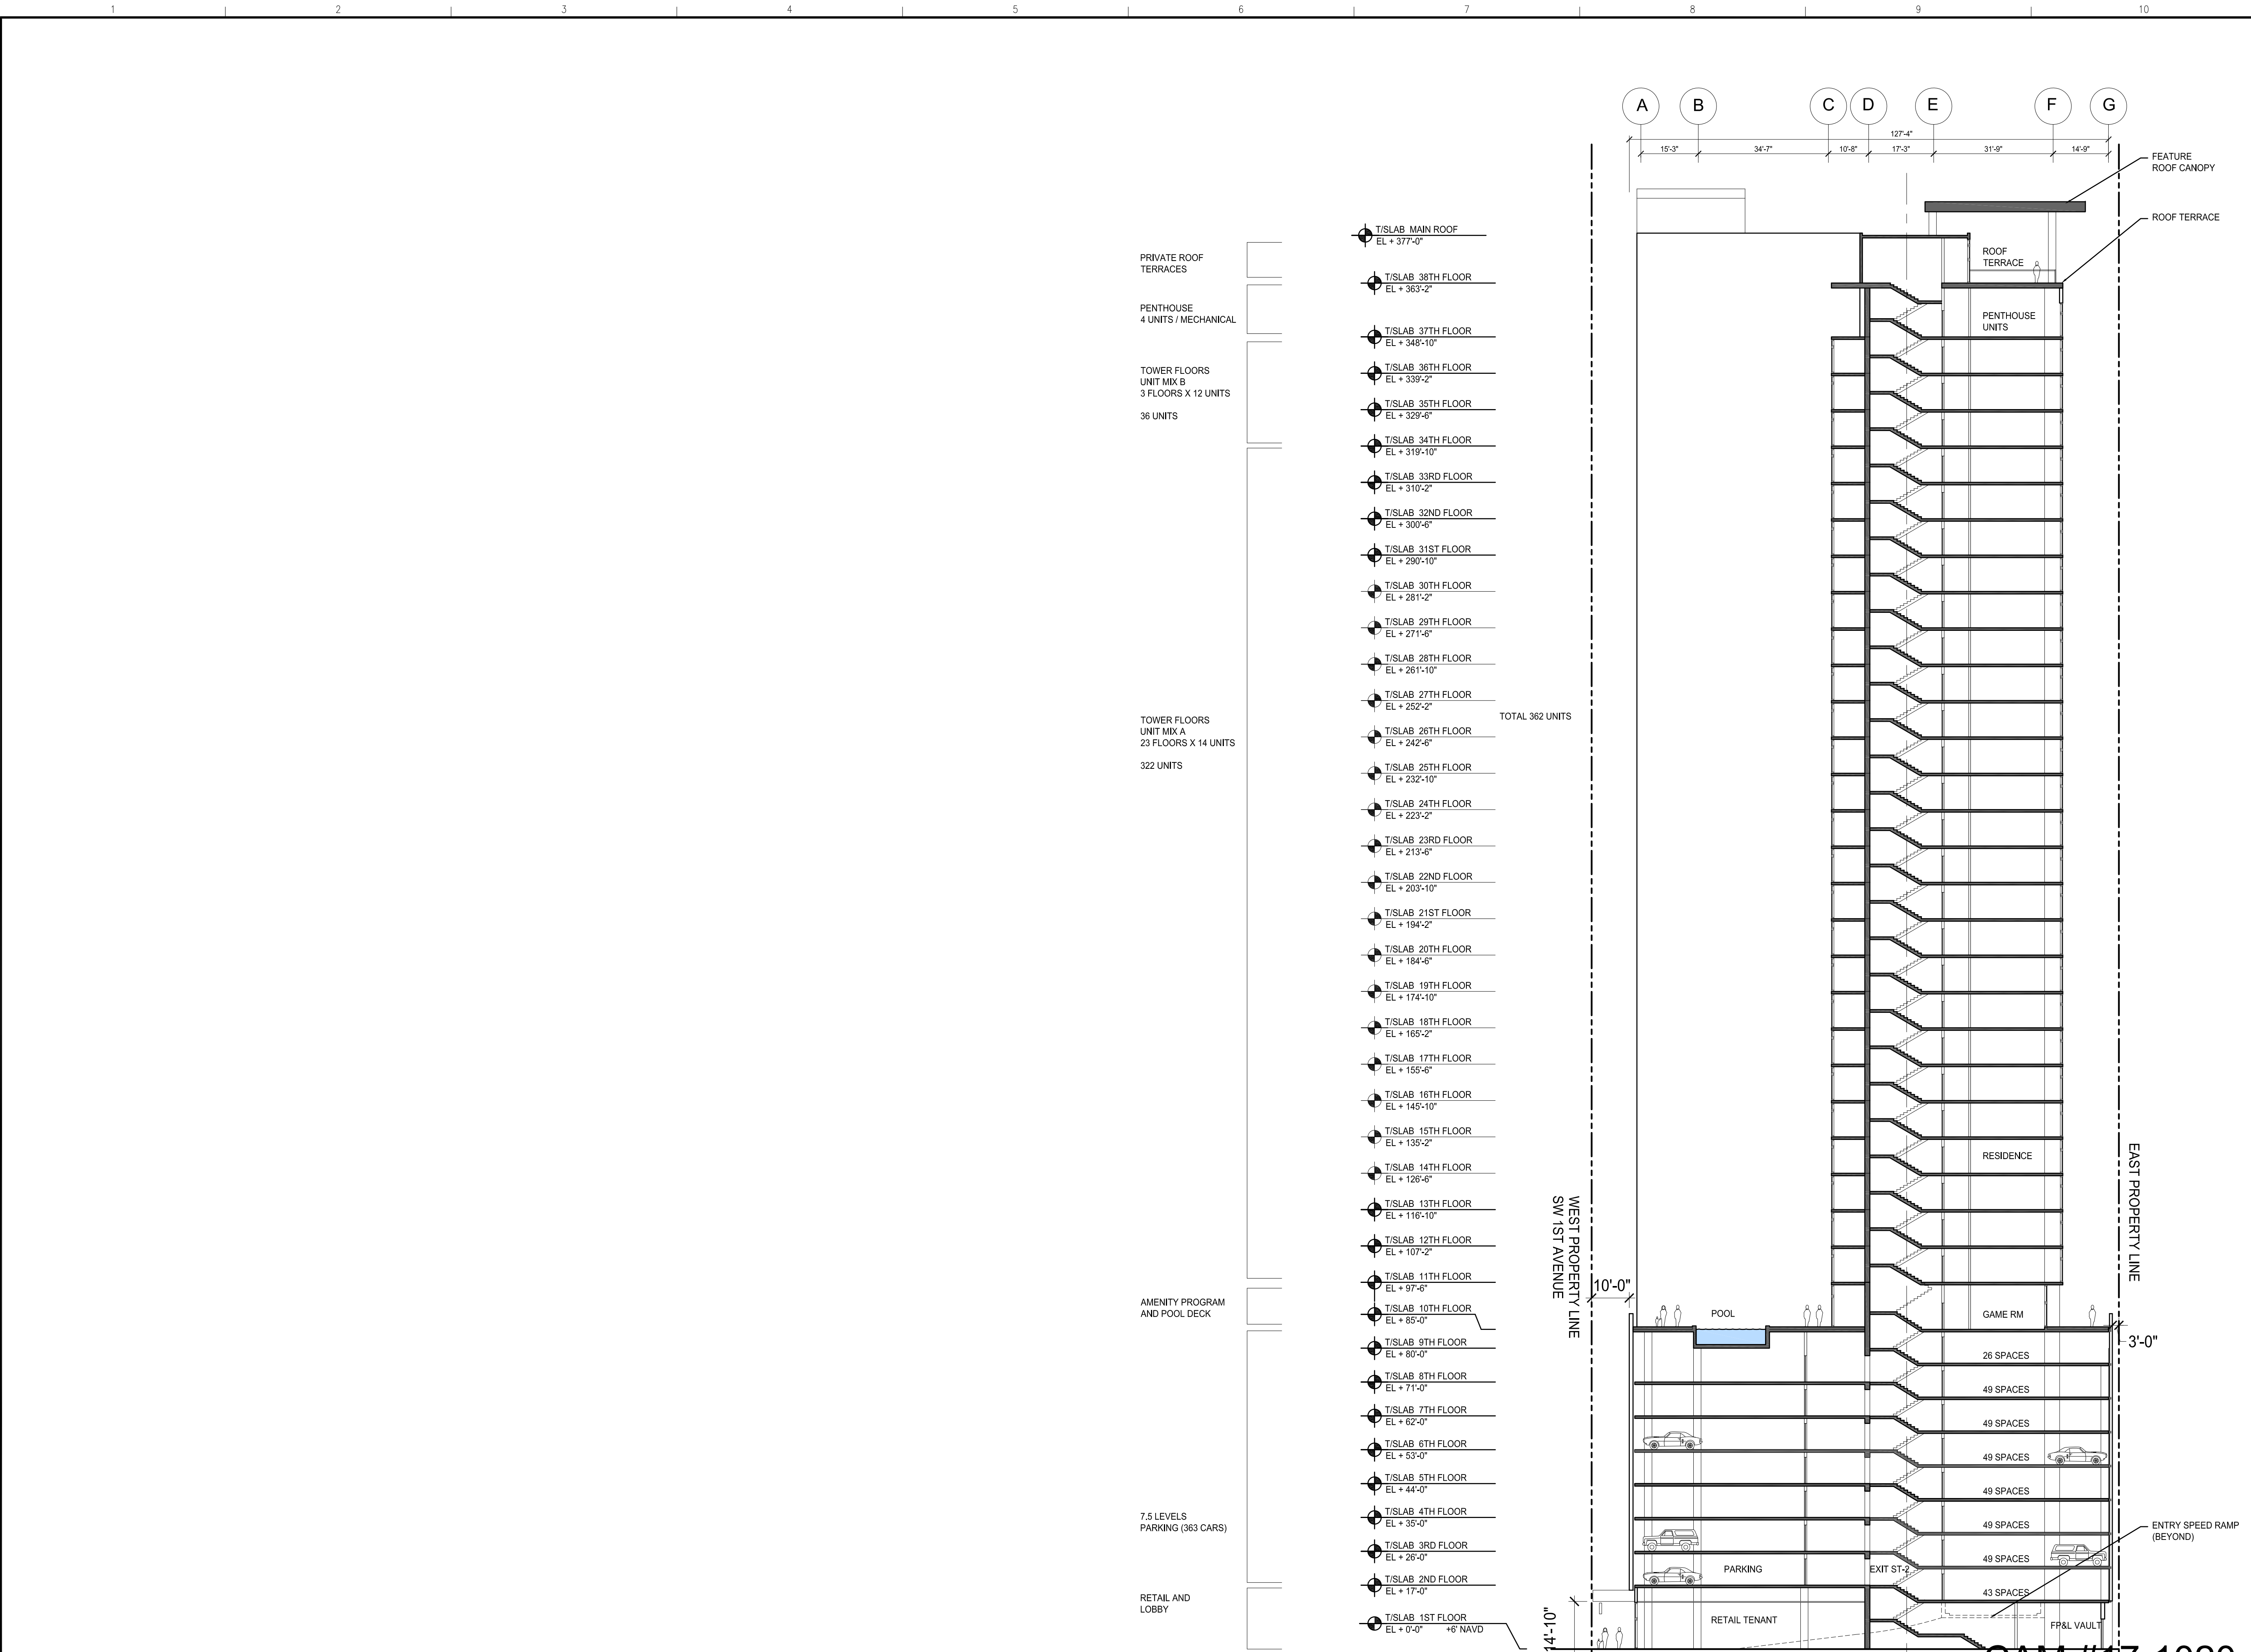 1 2 3 4 5 6 7 8 9 10
A B C D E F G
127'-4"
15'-3" 34'-7" 10'-8" 17'-3" 31'-9" 14'-9"
FEATURE
ROOF CANOPY
ROOF TERRACE
PRIVATE ROOF
TERRACES
PENTHOUSE
4 UNITS / MECHANICAL
TOWER FLOORS
UNIT MIX B
3 FLOORS X 12 UNITS
36 UNITS
TOWER FLOORS
UNIT MIX A
23 FLOORS X 14 UNITS
322 UNITS
AMENITY PROGRAM
AND POOL DECK
7.5 LEVELS
PARKING (363 CARS)
RETAIL AND
LOBBY
T/SLAB MAIN ROOF
EL + 377'-0"
T/SLAB 38TH FLOOR
EL + 363'-2"
T/SLAB 37TH FLOOR
EL + 348'-10"
T/SLAB 36TH FLOOR
EL + 339'-2"
T/SLAB 35TH FLOOR
EL + 329'-6"
T/SLAB 34TH FLOOR
EL + 319'-10"
T/SLAB 33RD FLOOR
EL + 310'-2"
T/SLAB 32ND FLOOR
EL + 300'-6"
T/SLAB 31ST FLOOR
EL + 290'-10"
T/SLAB 30TH FLOOR
EL + 281'-2"
T/SLAB 29TH FLOOR
EL + 271'-6"
T/SLAB 28TH FLOOR
EL + 261'-10"
T/SLAB 27TH FLOOR
EL + 252'-2"
T/SLAB 26TH FLOOR
EL + 242'-6"
T/SLAB 25TH FLOOR
EL + 232'-10"
T/SLAB 24TH FLOOR
EL + 223'-2"
T/SLAB 23RD FLOOR
EL + 213'-6"
T/SLAB 22ND FLOOR
EL + 203'-10"
T/SLAB 21ST FLOOR
EL + 194'-2"
T/SLAB 20TH FLOOR
EL + 184'-6"
T/SLAB 19TH FLOOR
EL + 174'-10"
T/SLAB 18TH FLOOR
EL + 165'-2"
T/SLAB 17TH FLOOR
EL + 155'-6"
T/SLAB 16TH FLOOR
EL + 145'-10"
T/SLAB 15TH FLOOR
EL + 135'-2"
T/SLAB 14TH FLOOR
EL + 126'-6"
T/SLAB 13TH FLOOR
EL + 116'-10"
T/SLAB 12TH FLOOR
EL + 107'-2"
T/SLAB 11TH FLOOR
EL + 97'-6"
T/SLAB 10TH FLOOR
EL + 85'-0"
T/SLAB 9TH FLOOR
EL + 80'-0"
T/SLAB 8TH FLOOR
EL + 71'-0"
T/SLAB 7TH FLOOR
EL + 62'-0"
T/SLAB 6TH FLOOR
EL + 53'-0"
T/SLAB 5TH FLOOR
EL + 44'-0"
T/SLAB 4TH FLOOR
EL + 35'-0"
T/SLAB 3RD FLOOR
EL + 26'-0"
T/SLAB 2ND FLOOR
EL + 17'-0"
T/SLAB 1ST FLOOR
EL + 0'-0" +6' NAVD
TOTAL 362 UNITS
WEST PROPERTY LINE
SW 1ST AVENUE
10'-0"
14'-10"
ROOF
TERRACE
PENTHOUSE
UNITS
RESIDENCE
POOL
GAME RM
26 SPACES
49 SPACES
49 SPACES
49 SPACES
49 SPACES
49 SPACES
49 SPACES
43 SPACES
PARKING
EXIT ST-2
RETAIL TENANT
FP&L VAULT
EAST PROPERTY LINE
3'-0"
ENTRY SPEED RAMP
(BEYOND)